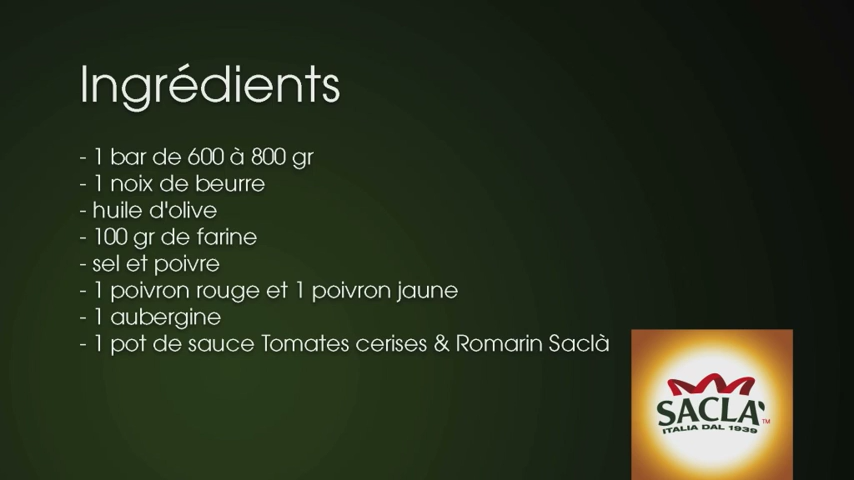 Ingrédients
- 1 bar de 600 à 800 gr
- 1 noix de beurre
- huile d'olive
- 100 gr de farine
- sel et poivre
- 1 poivron rouge et 1 poivron jaune
- 1 aubergine
- 1 pot de sauce Tomates cerises & Romarin Saclà
SACLA' TM
ITALIA DAL 1939